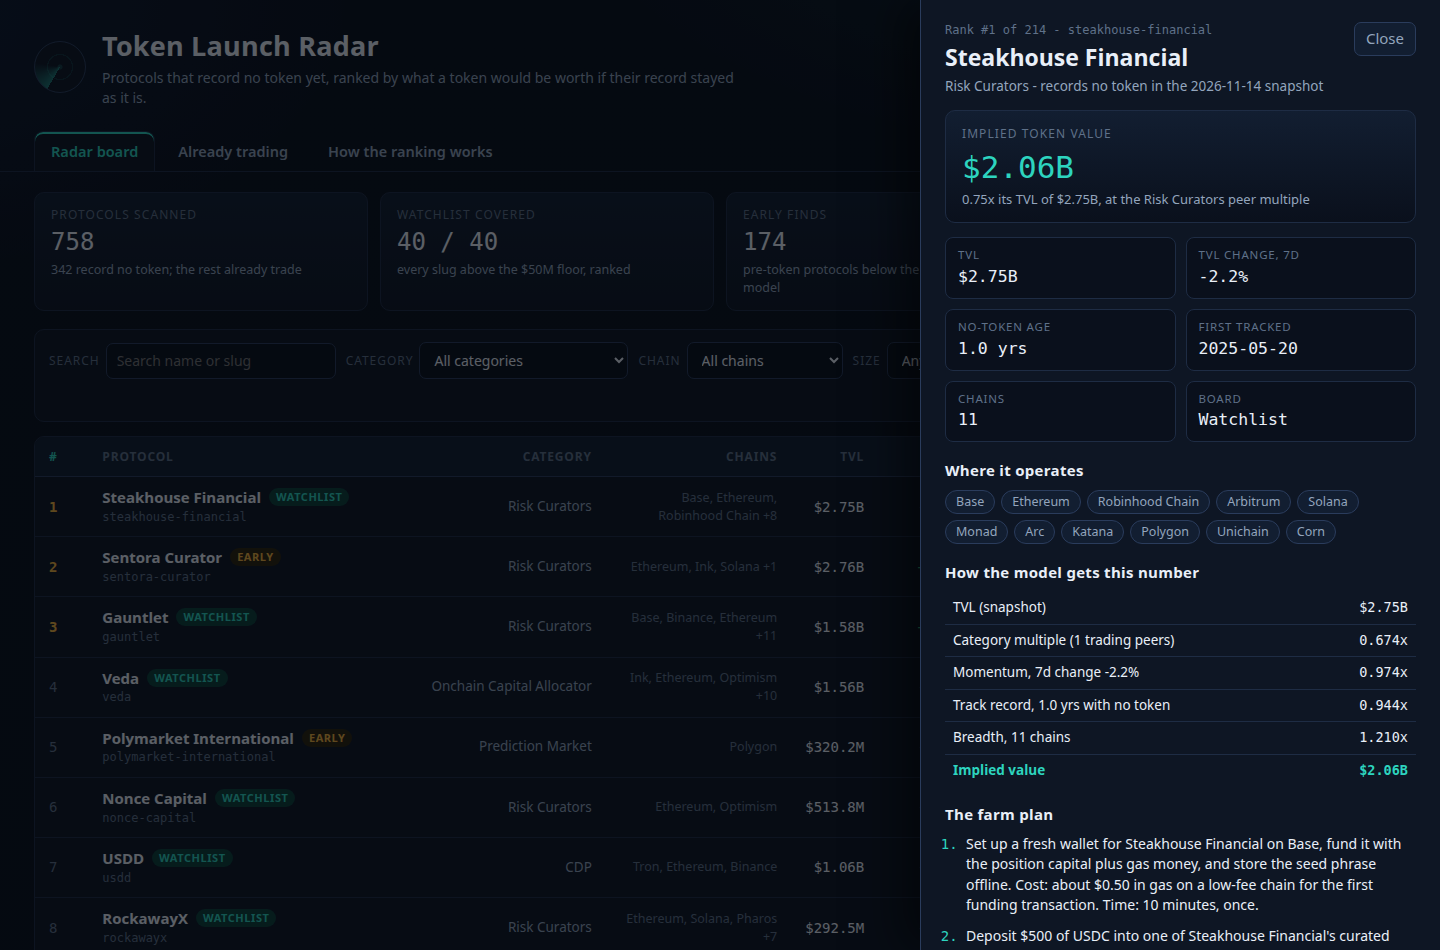 Token Launch Radar
Protocols that record no token yet, ranked by what a token would be worth if their record stayed
as it is.
Radar board
Already trading
How the ranking works
PROTOCOLS SCANNED
758
342 record no token; the rest already trade
WATCHLIST COVERED
40 / 40
every slug above the $50M floor, ranked
EARLY FINDS
174
pre-token protocols below the
model
SEARCH Search name or slug CATEGORY All categories CHAIN All chains SIZE
# PROTOCOL CATEGORY CHAINS TVL
1 Steakhouse Financial WATCHLIST Risk Curators Base, Ethereum, $2.75B
steakhouse-financial Robinhood Chain +8
2 Sentora Curator EARLY Risk Curators Ethereum, Ink, Solana +1 $2.76B
sentora-curator
3 Gauntlet WATCHLIST Risk Curators Base, Binance, Ethereum $1.58B
gauntlet +11
4 Veda WATCHLIST Onchain Capital Allocator Ink, Ethereum, Optimism $1.56B
veda +10
5 Polymarket International EARLY Prediction Market Polygon $320.2M
polymarket-international
6 Nonce Capital WATCHLIST Risk Curators Ethereum, Optimism $513.8M
nonce-capital
7 USDD WATCHLIST CDP Tron, Ethereum, Binance $1.06B
usdd
8 RockawayX WATCHLIST Risk Curators Ethereum, Solana, Pharos $292.5M
rockawayx +7
Rank #1 of 214 - steakhouse-financial
Close
Steakhouse Financial
Risk Curators - records no token in the 2026-11-14 snapshot
IMPLIED TOKEN VALUE
$2.06B
0.75x its TVL of $2.75B, at the Risk Curators peer multiple
TVL
$2.75B
TVL CHANGE, 7D
-2.2%
NO-TOKEN AGE
1.0 yrs
FIRST TRACKED
2025-05-20
CHAINS
11
BOARD
Watchlist
Where it operates
Base Ethereum Robinhood Chain Arbitrum Solana
Monad Arc Katana Polygon Unichain Corn
How the model gets this number
TVL (snapshot) $2.75B
Category multiple (1 trading peers) 0.674x
Momentum, 7d change -2.2% 0.974x
Track record, 1.0 yrs with no token 0.944x
Breadth, 11 chains 1.210x
Implied value $2.06B
The farm plan
1. Set up a fresh wallet for Steakhouse Financial on Base, fund it with
the position capital plus gas money, and store the seed phrase
offline. Cost: about $0.50 in gas on a low-fee chain for the first
funding transaction. Time: 10 minutes, once.
2. Deposit $500 of USDC into one of Steakhouse Financial's curated